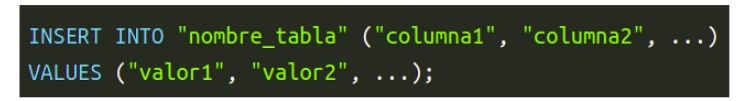 INSERT INTO "nombre_tabla" ("columna1", "columna2", ...)
VALUES ("valor1", "valor2", ...);